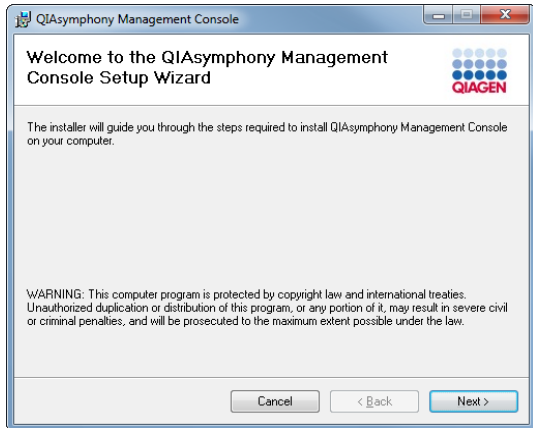 QIAsymphony Management Console
Welcome to the QIAsymphony Management
Console Setup Wizard
QIAGEN
The installer will guide you through the steps required to install QIAsymphony Management Console
on your computer.
WARNING: This computer program is protected by copyright law and international treaties.
Unauthorized duplication or distribution of this program, or any portion of it, may result in severe civil
or criminal penalties, and will be prosecuted to the maximum extent possible under the law.
Cancel
< Back
Next >